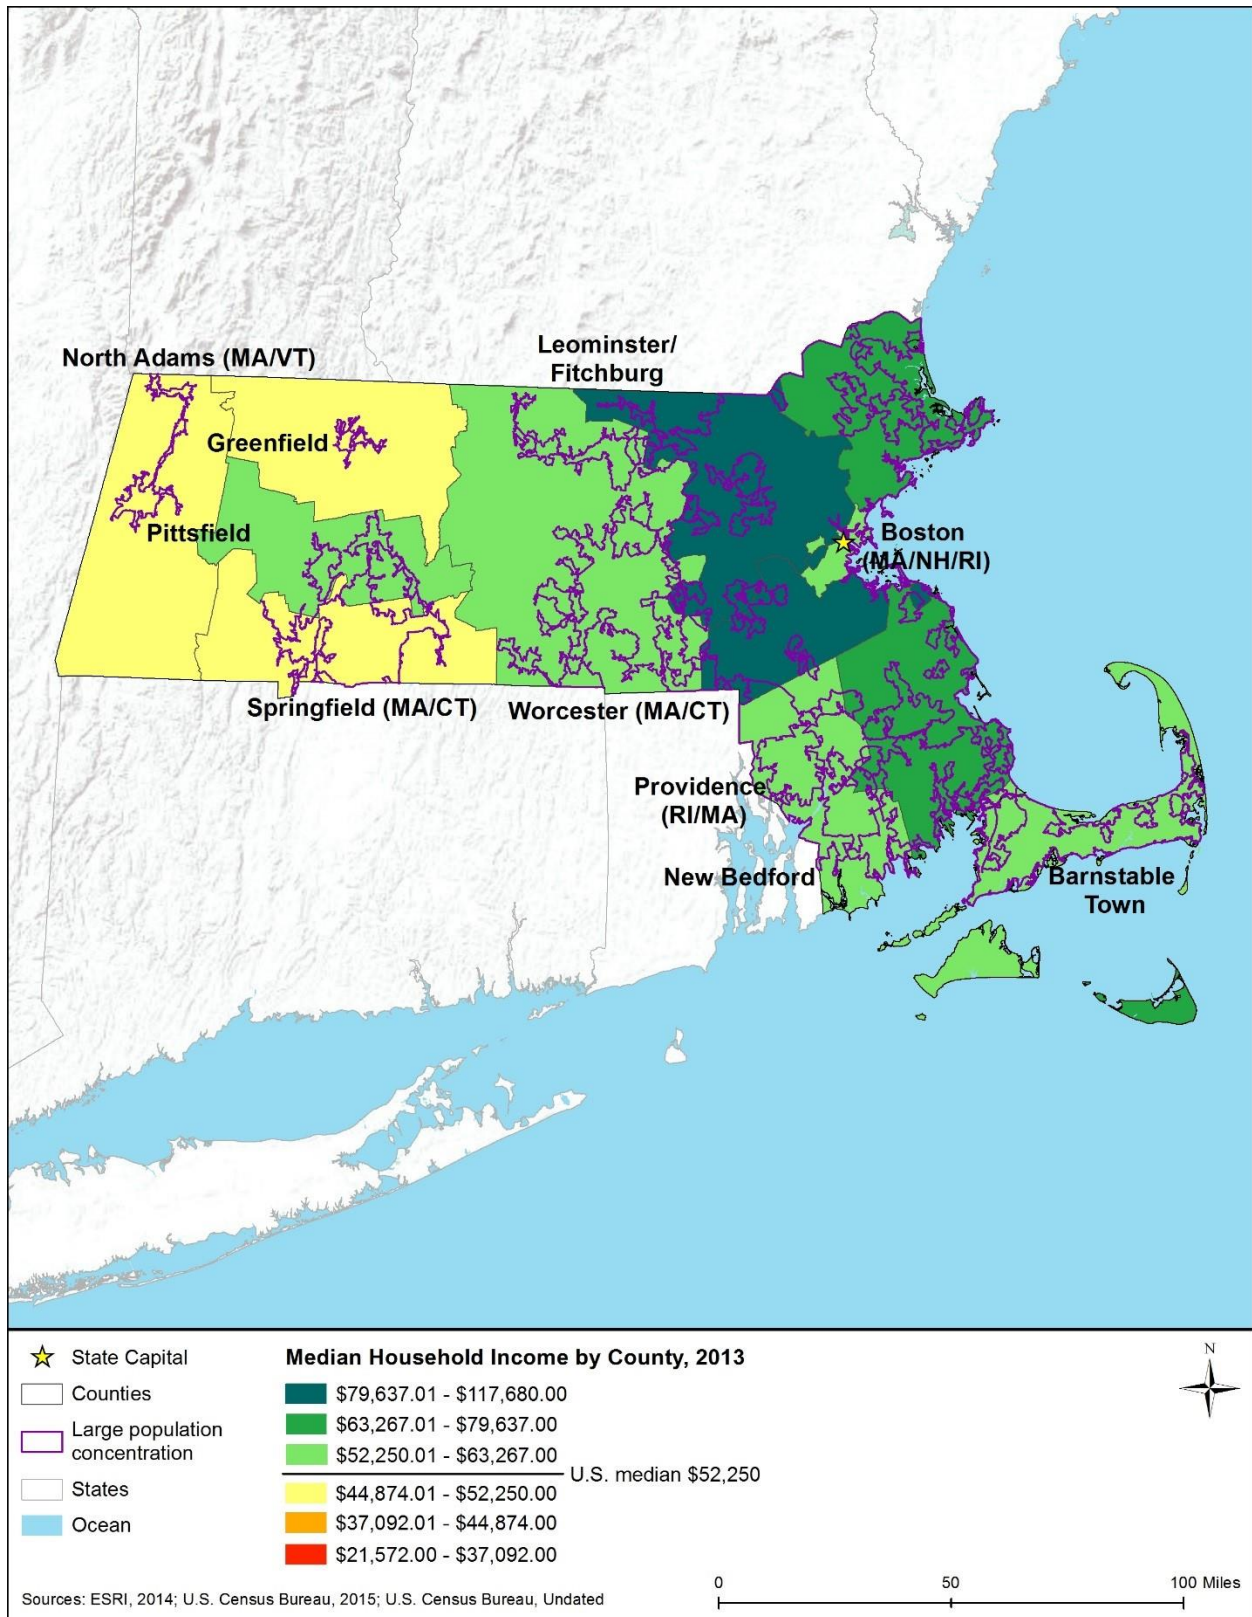 North Adams (MA/VT)
Leominster/
Fitchburg
Greenfield
Pittsfield
Boston
(MA/NH/RI)
Springfield (MA/CT)
Worcester (MA/CT)
Providence
(RI/MA)
New Bedford
Barnstable
Town
State Capital
Counties
Large population
concentration
States
Ocean
Median Household Income by County, 2013
$79,637.01 - $117,680.00
$63,267.01 - $79,637.00
$52,250.01 - $63,267.00
U.S. median $52,250
$44,874.01 - $52,250.00
$37,092.01 - $44,874.00
$21,572.00 - $37,092.00
N
0 50 100 Miles
Sources: ESRI, 2014; U.S. Census Bureau, 2015; U.S. Census Bureau, Undated